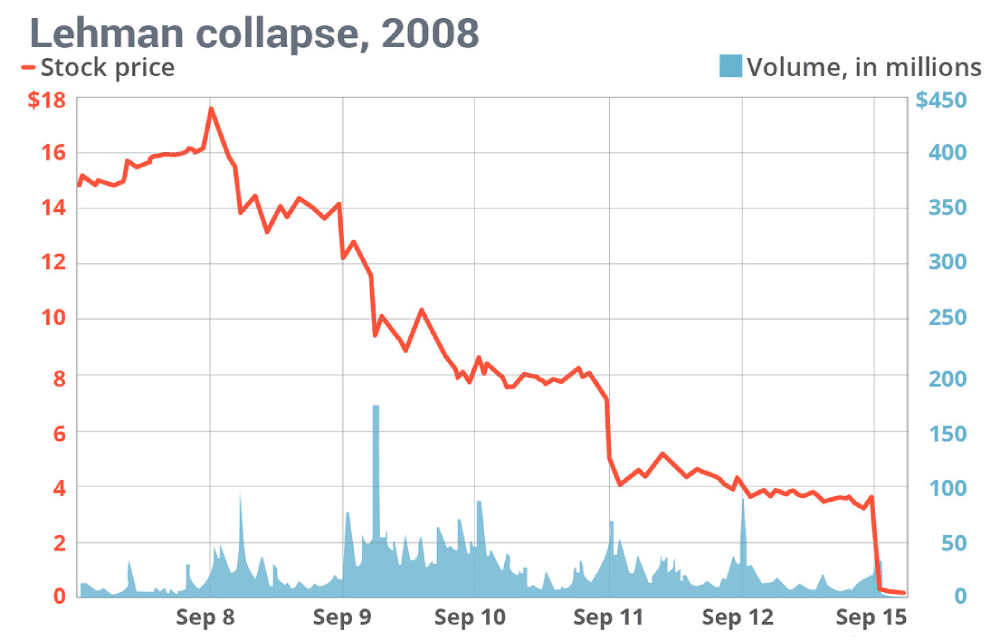 Lehman collapse, 2008
Stock price
Volume, in millions
$18
$450
16
400
14
350
12
300
10
250
8
200
6
150
4
100
2
$50
0
0
Sep 8
Sep 9
Sep 10
Sep 11
Sep 12
Sep 15